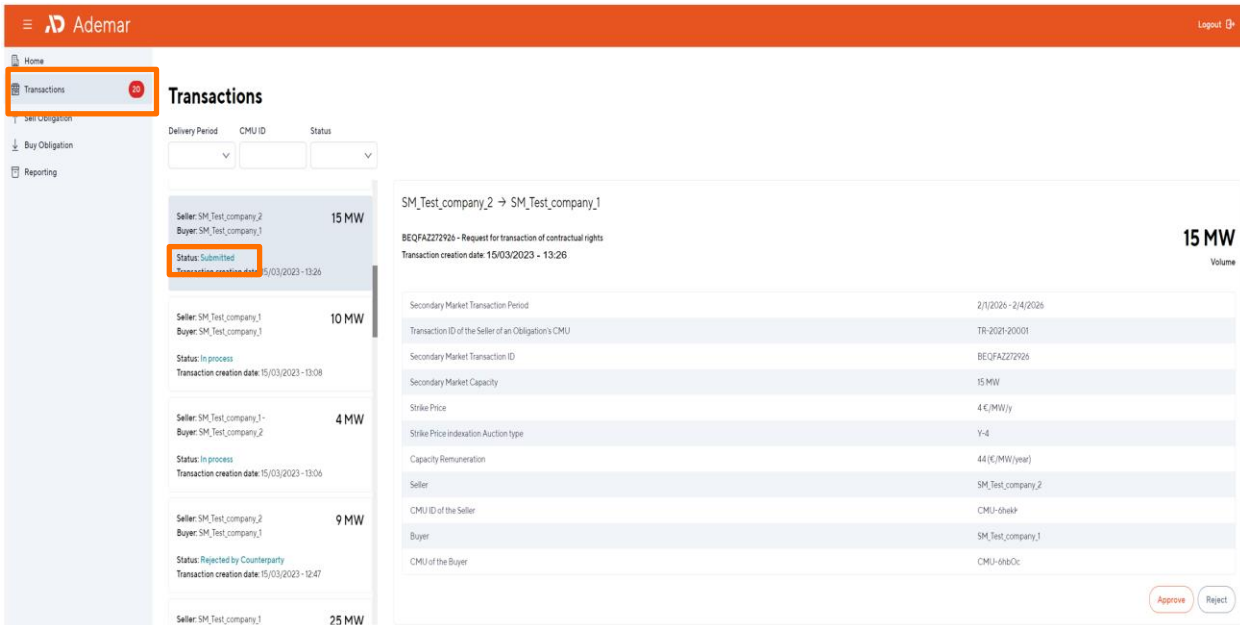 Ademar
Logout
Home
Transactions
20
Sell Obligation
Buy Obligation
Reporting
Transactions
Delivery Period
CMU ID
Status
Seller: SM_Test_company_2
15 MW
Buyer: SM_Test_company_1
Status: Submitted
Transaction creation date: 15/03/2023 - 13:26
Seller: SM_Test_company_1
10 MW
Buyer: SM_Test_company_1
Status: In process
Transaction creation date: 15/03/2023 - 13:08
Seller: SM_Test_company_1 -
4 MW
Buyer: SM_Test_company_2
Status: In process
Transaction creation date: 15/03/2023 - 13:06
Seller: SM_Test_company_2
9 MW
Buyer: SM_Test_company_1
Status: Rejected by Counterparty
Transaction creation date: 15/03/2023 - 12:47
Seller: SM_Test_company_1
25 MW
SM_Test_company_2 → SM_Test_company_1
BEQFAZ272926 - Request for transaction of contractual rights
Transaction creation date: 15/03/2023 - 13:26
15 MW
Volume
Secondary Market Transaction Period 2/1/2026 - 2/4/2026
Transaction ID of the Seller of an Obligation's CMU TR-2021-20001
Secondary Market Transaction ID BEQFAZ272926
Secondary Market Capacity 15 MW
Strike Price 4 €/MW/y
Strike Price indexation Auction type Y-4
Capacity Remuneration 44 (€/MW/year)
Seller SM_Test_company_2
CMU ID of the Seller
Buyer SM_Test_company_1
CMU of the Buyer CMU-6hbOc
Approve
Reject